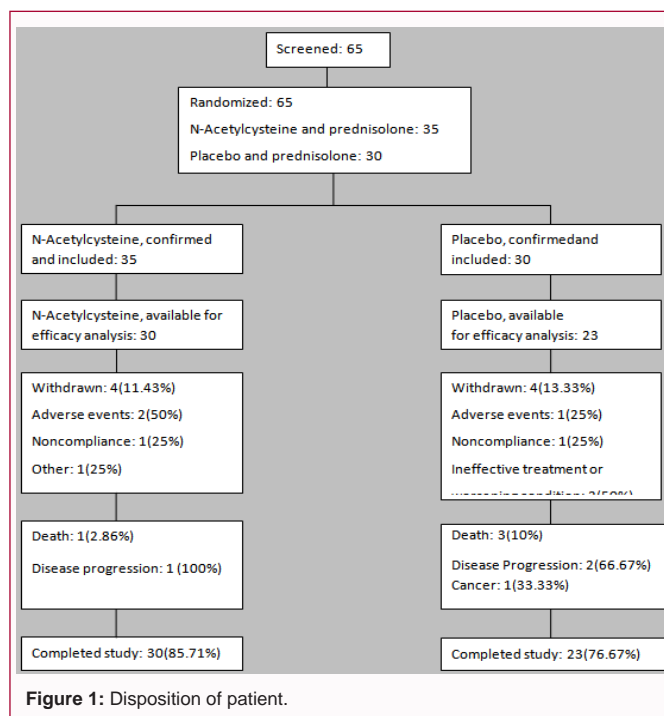 Screened: 65
Randomized: 65
N-Acetylcysteine and prednisolone: 35
Placebo and prednisolone: 30
N-Acetylcysteine, confirmed
and included: 35
Placebo, confirmedand
included: 30
N-Acetylcysteine, available for
efficacy analysis: 30
Placebo, available
for efficacy analysis: 23
Withdrawn: 4(11.43%)
Adverse events: 2(50%)
Noncompliance: 1(25%)
Other: 1(25%)
Withdrawn: 4(13.33%)
Adverse events: 1(25%)
Noncompliance: 1(25%)
Ineffective treatment or
worsening condition: 2(50%)
Death: 1(2.86%)
Disease progression: 1 (100%)
Death: 3(10%)
Disease Progression: 2(66.67%)
Cancer: 1(33.33%)
Completed study: 30(85.71%)
Completed study: 23(76.67%)
Figure 1: Disposition of patient.